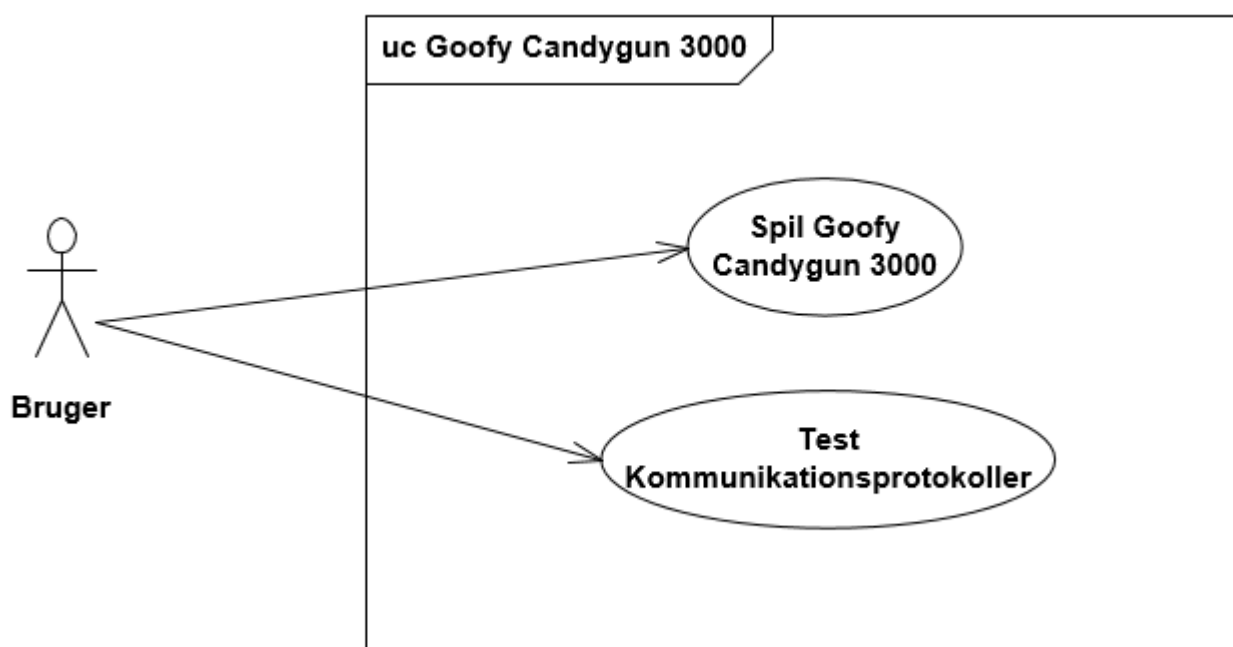 uc Goofy Candygun 3000
Spil Goofy
Candygun 3000
Bruger
Test
Kommunikationsprotokoller